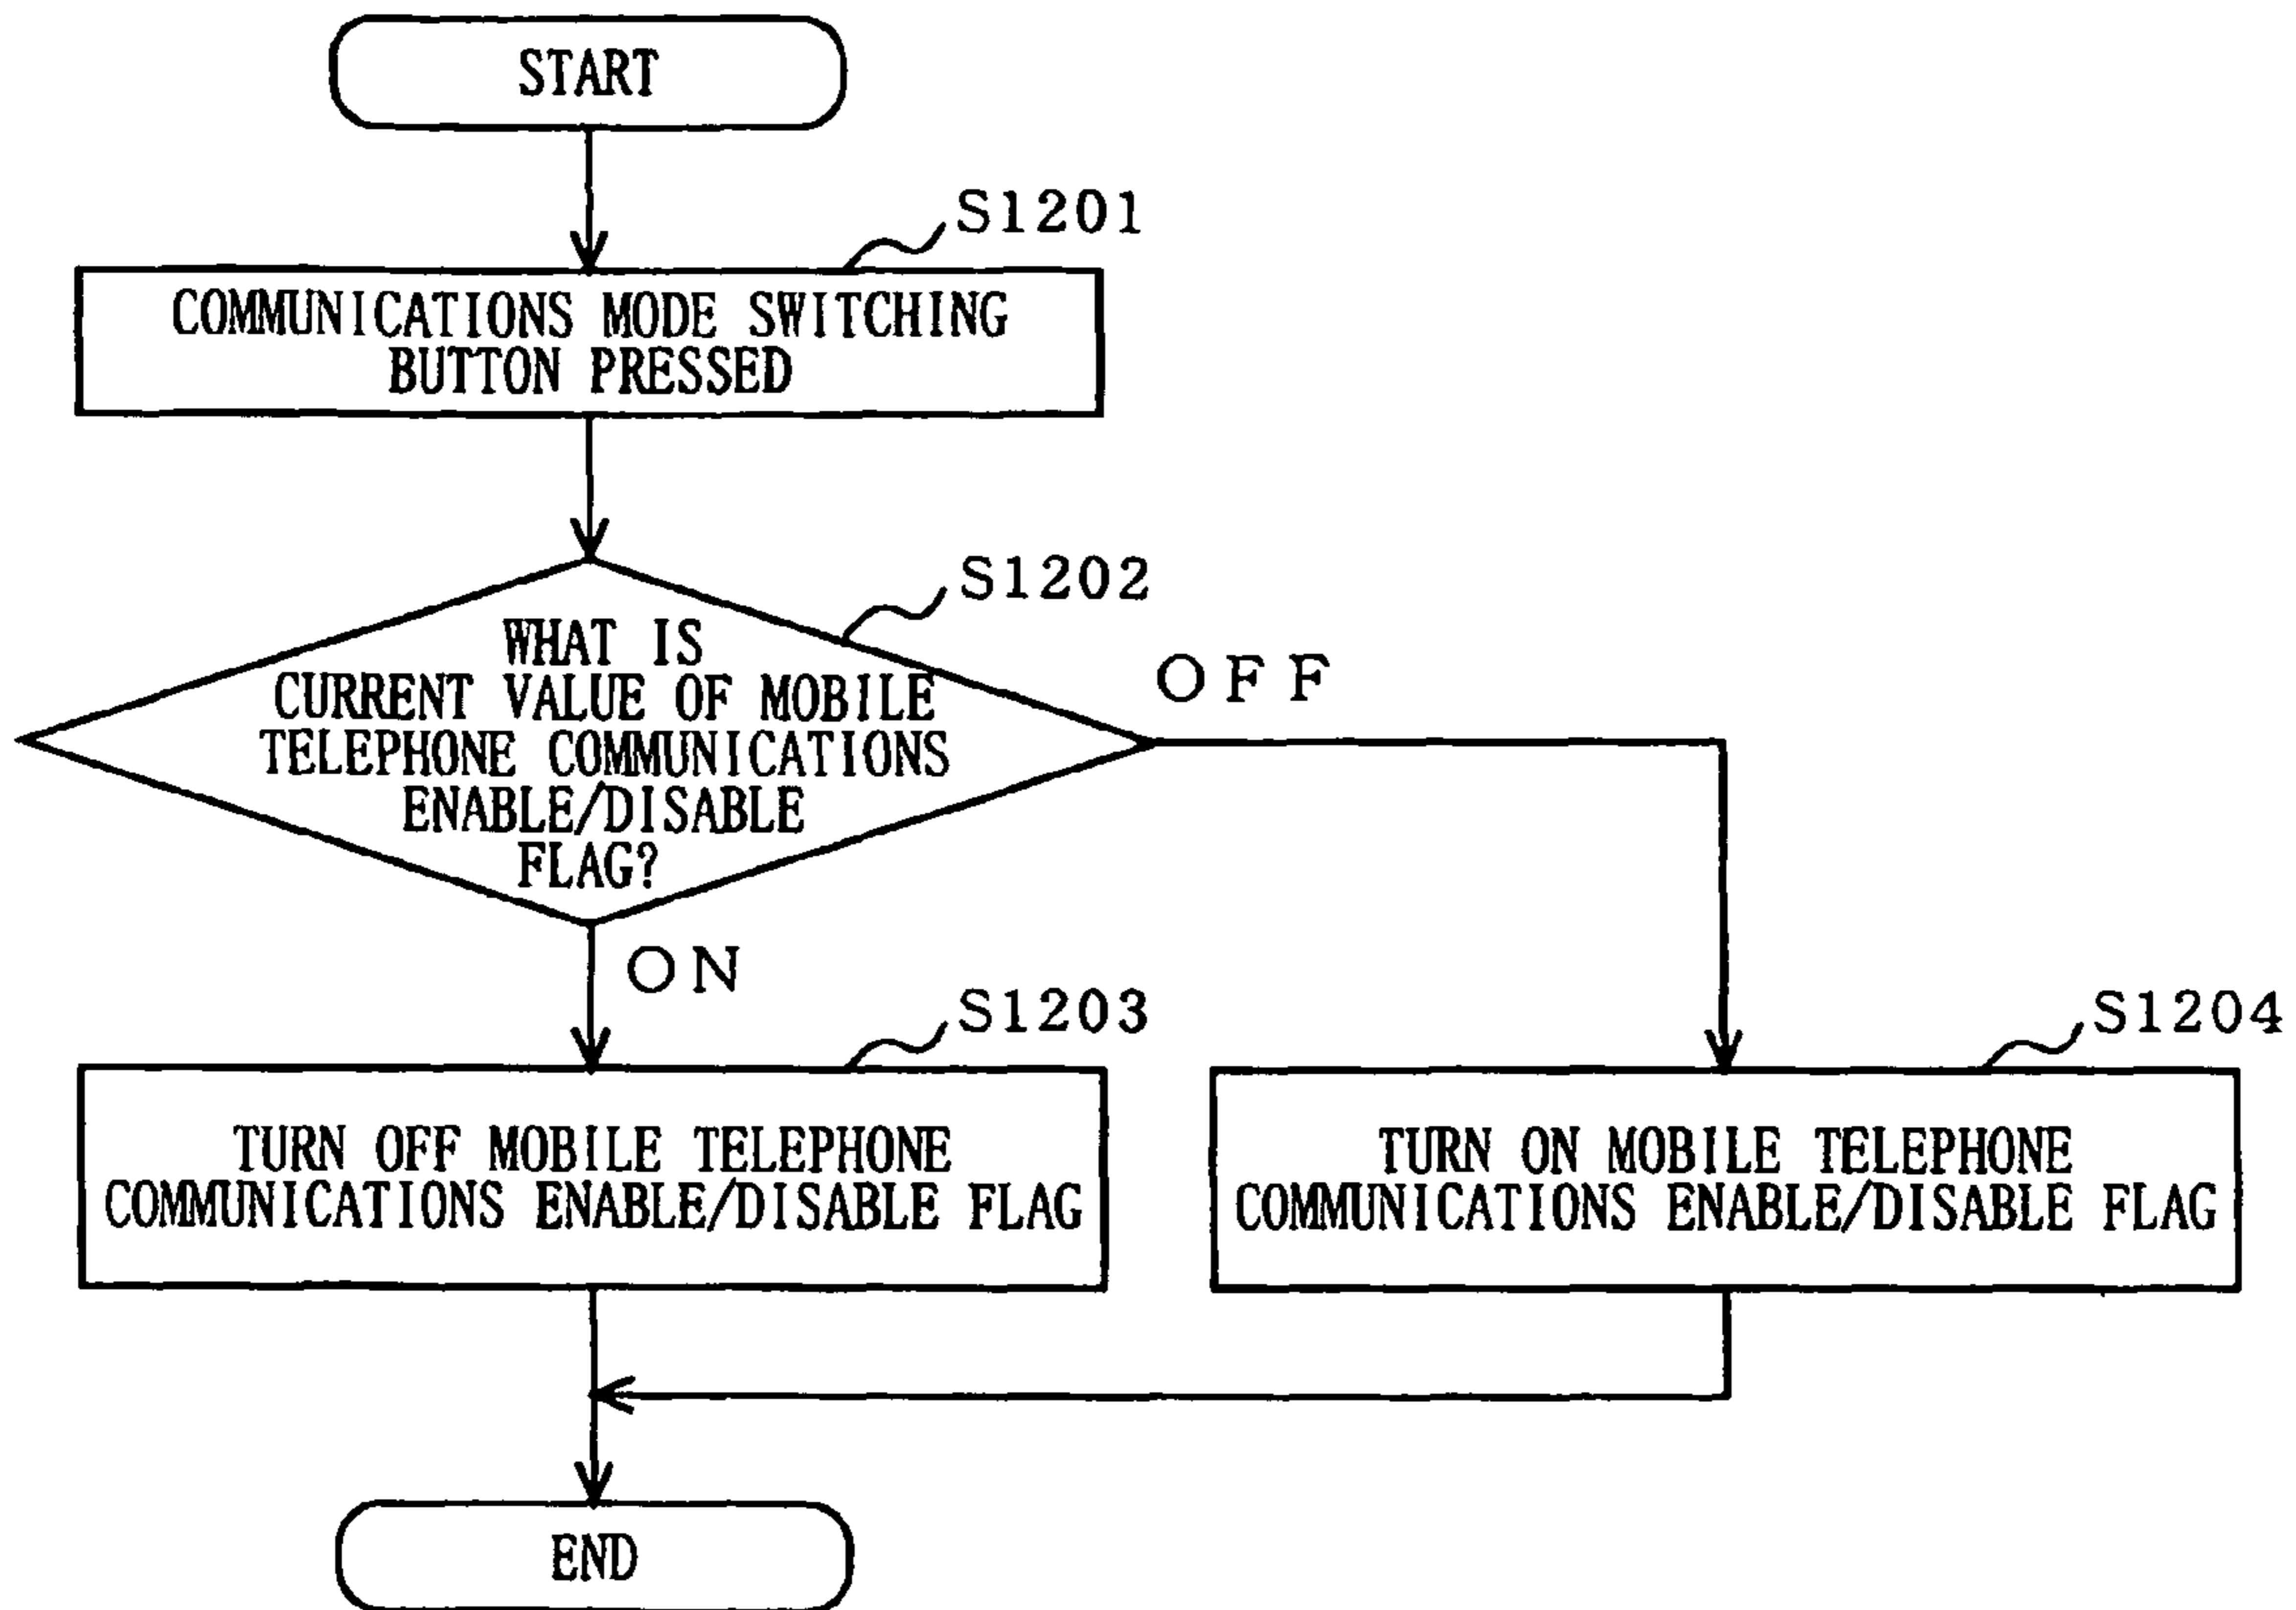 START
S1201
COMMUNICATIONS MODE SWITCHING
BUTTON PRESSED
S1202
WHAT IS
CURRENT VALUE OF MOBILE
TELEPHONE COMMUNICATIONS
ENABLE/DISABLE
FLAG?
OFF
ON
S1203
TURN OFF MOBILE TELEPHONE
COMMUNICATIONS ENABLE/DISABLE FLAG
S1204
TURN ON MOBILE TELEPHONE
COMMUNICATIONS ENABLE/DISABLE FLAG
END